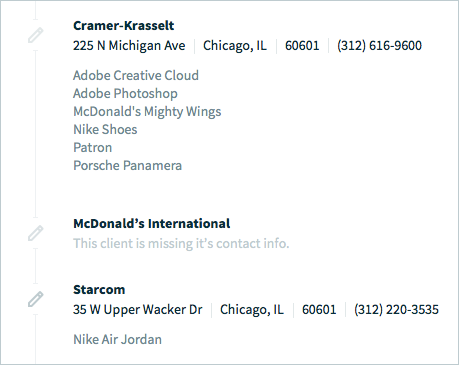 Cramer-Krasselt
225 N Michigan Ave Chicago, IL 60601 (312) 616-9600
Adobe Creative Cloud
Adobe Photoshop
McDonald's Mighty Wings
Nike Shoes
Patron
Porsche Panamera
McDonald’s International
This client is missing it's contact info.
Starcom
35 W Upper Wacker Dr Chicago, IL 60601 (312) 220-3535
Nike Air Jordan